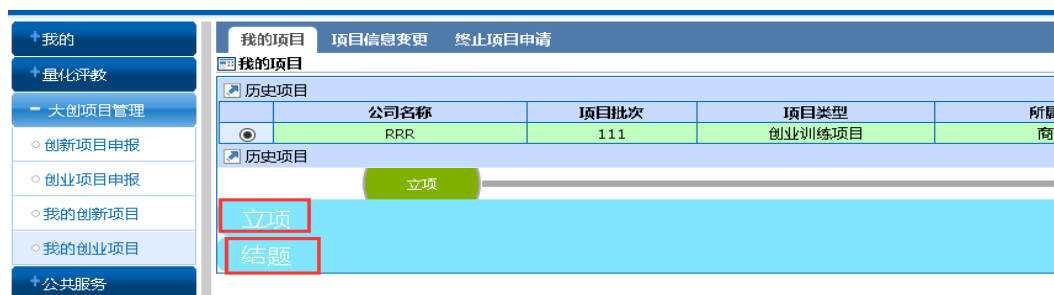 +我的
+量化评教
- 大创项目管理
创新项目申报
创业项目申报
我的创新项目
我的创业项目
+公共服务
我的项目 项目信息变更 终止项目申请
我的项目
历史项目
公司名称 项目批次 项目类型 所属
RRR 111 创业训练项目 商
历史项目
立项
立项
结题